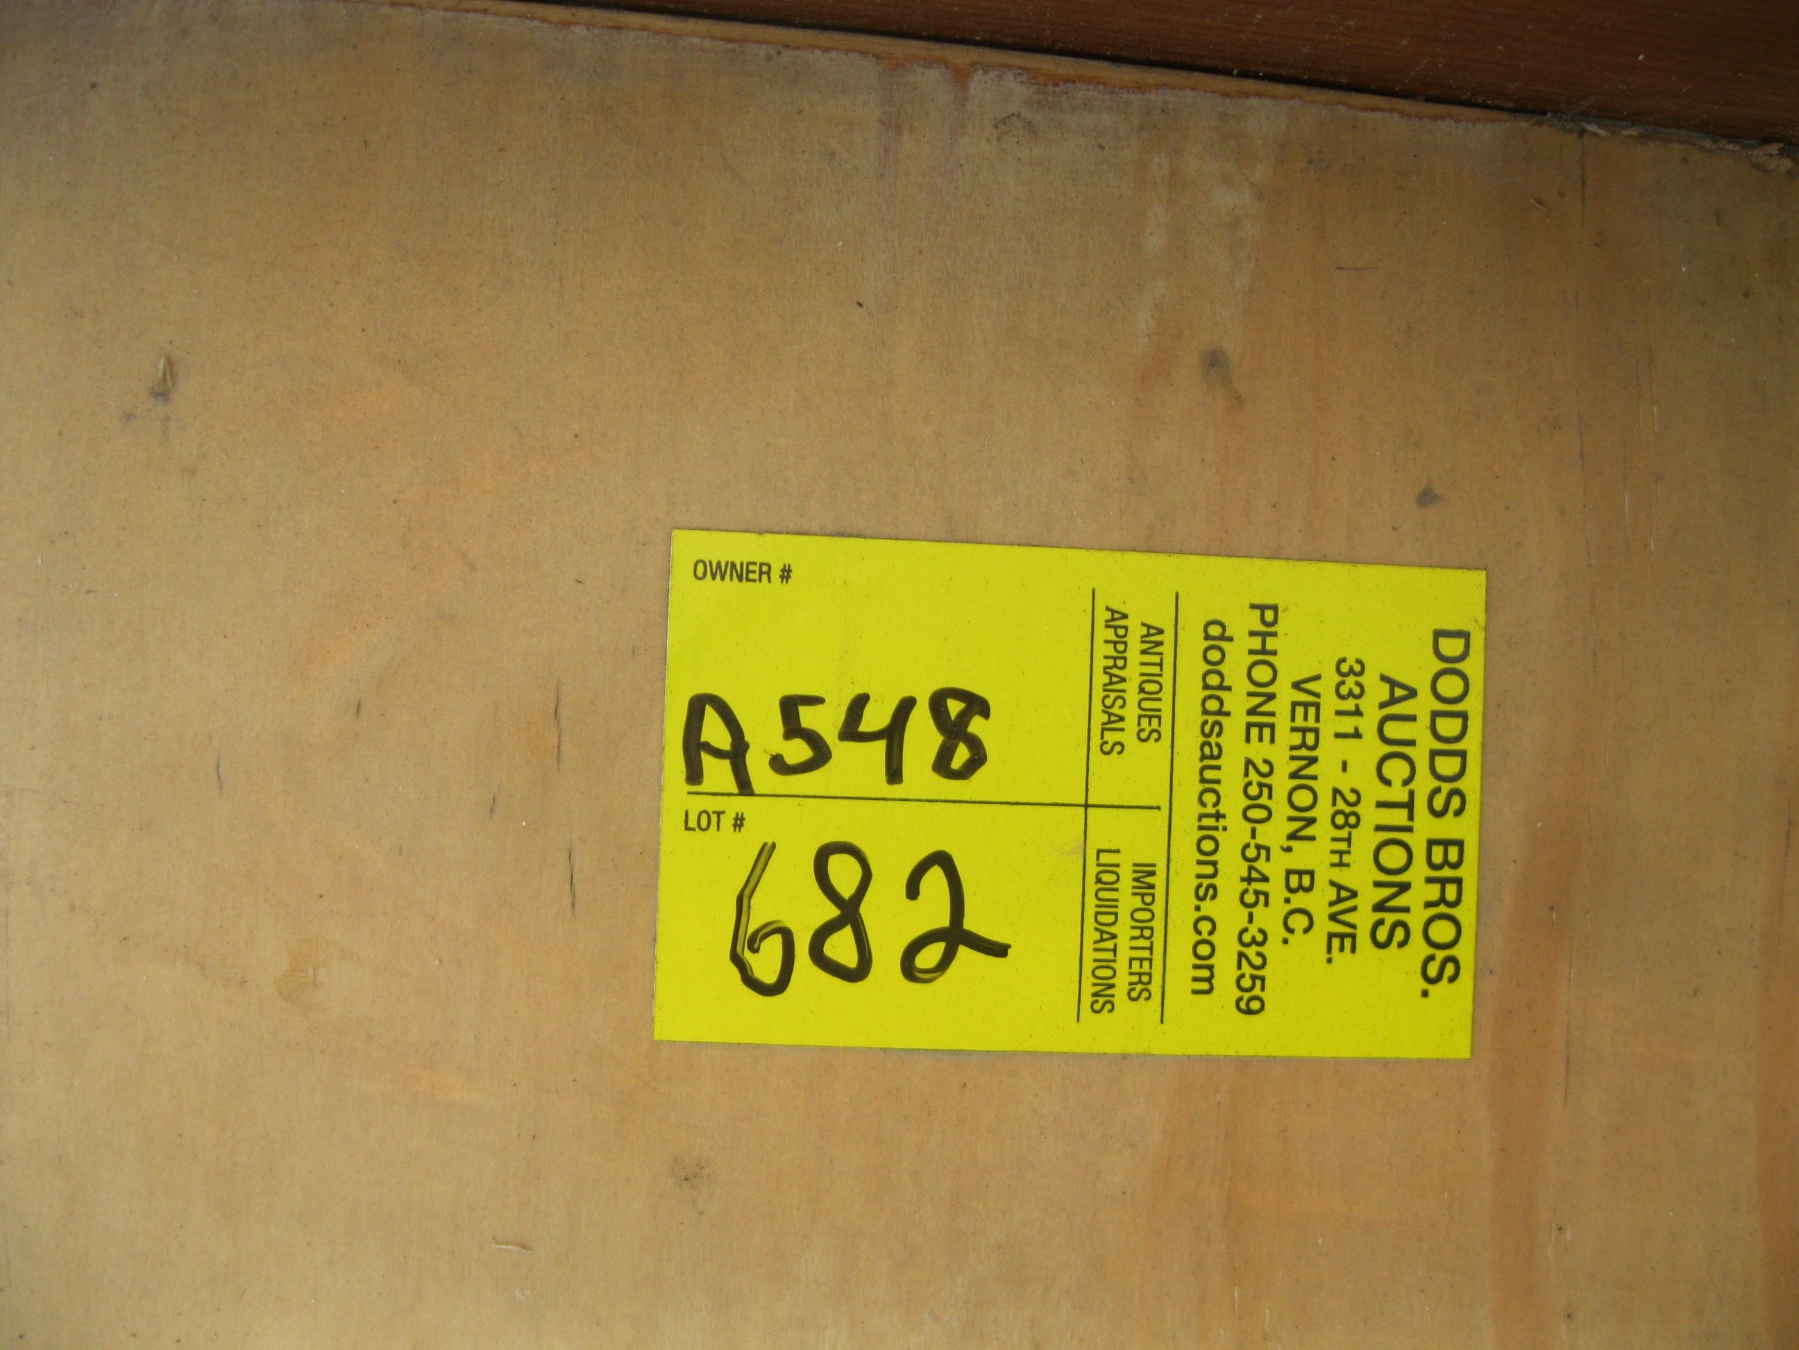 DODDS BROS.
AUCTIONS
3311 - 28TH AVE.
VERNON, B.C.
PHONE 250-545-3259
doddsauctions.com
ANTIQUES
APPRAISALS
IMPORTERS
LIQUIDATIONS
OWNER #
A548
LOT #
682